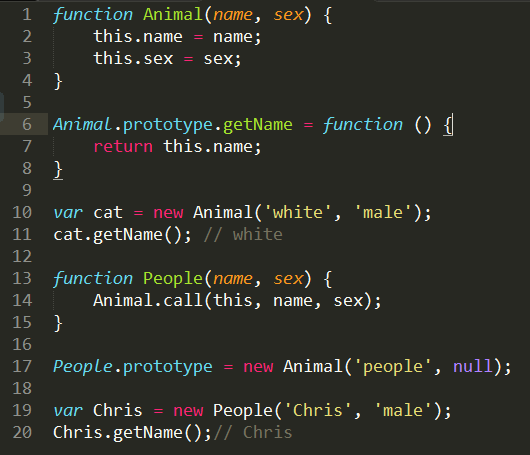 1 function Animal(name, sex) {
2     this.name = name;
3     this.sex = sex;
4 }
5
6 Animal.prototype.getName = function () {
7     return this.name;
8 }
9
10 var cat = new Animal('white', 'male');
11 cat.getName(); // white
12
13 function People(name, sex) {
14     Animal.call(this, name, sex);
15 }
16
17 People.prototype = new Animal('people', null);
18
19 var Chris = new People('Chris', 'male');
20 Chris.getName();// Chris